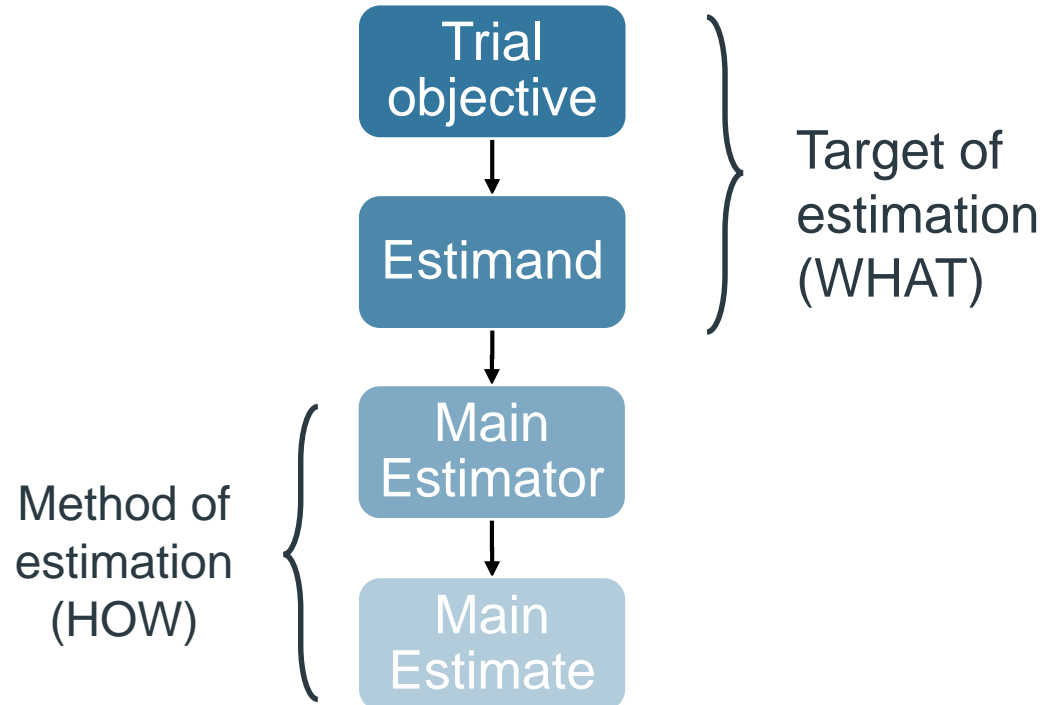 Trial
objective
Target of
estimation
(WHAT)
Estimand
Main
Estimator
Method of
estimation
(HOW)
Main
Estimate